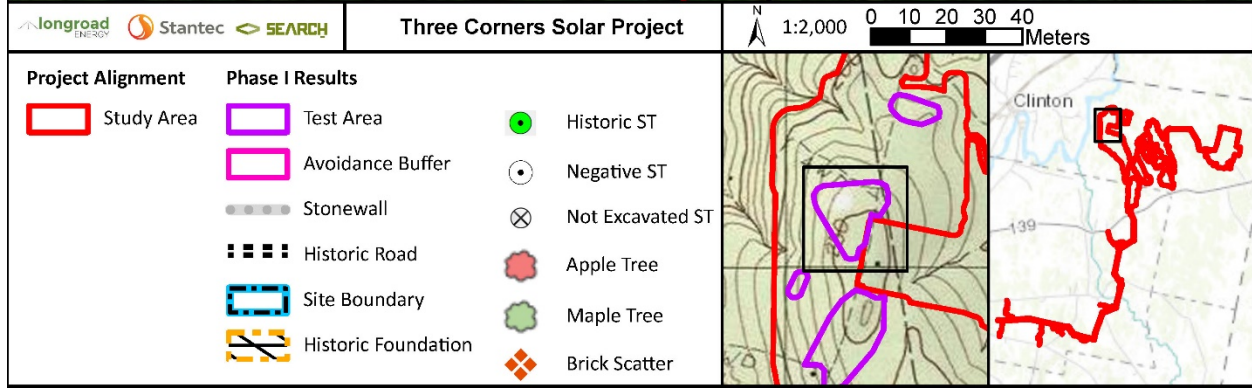 longroad ENERGY Stantec SEARCH
Three Corners Solar Project
N
1:2,000
0 10 20 30 40
Meters
Project Alignment
Study Area
Phase I Results
Test Area
Avoidance Buffer
Stonewall
Historic Road
Site Boundary
Historic Foundation
Historic ST
Negative ST
Not Excavated ST
Apple Tree
Maple Tree
Brick Scatter
Clinton
139